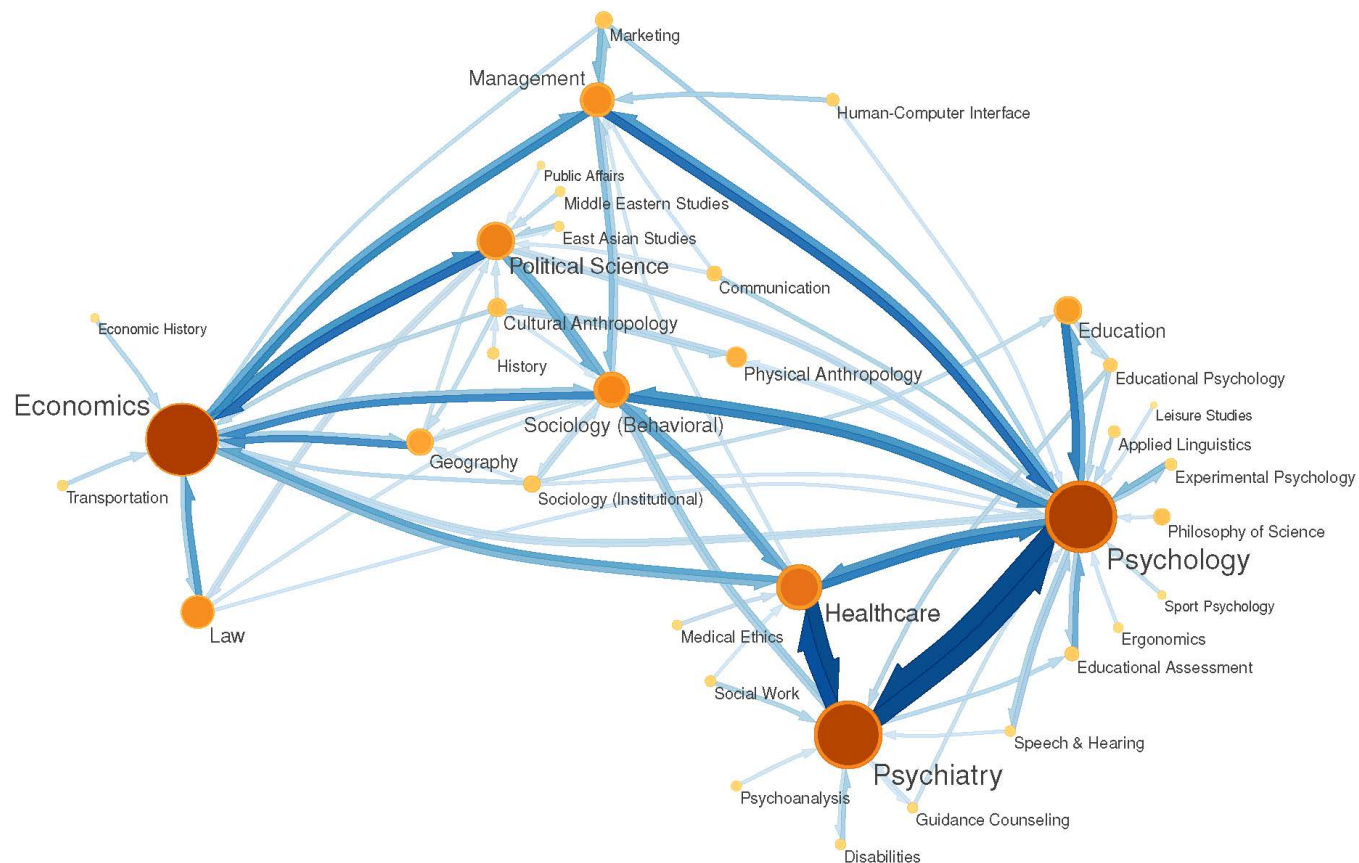 Marketing
Management
Human-Computer Interface
Public Affairs
Middle Eastern Studies
East Asian Studies
Political Science
Communication
Economic History
Cultural Anthropology
Education
History
Physical Anthropology
Educational Psychology
Economics
Leisure Studies
Sociology (Behavioral)
Applied Linguistics
Geography
Experimental Psychology
Transportation
Sociology (Institutional)
Philosophy of Science
Psychology
Sport Psychology
Healthcare
Law
Medical Ethics
Ergonomics
Educational Assessment
Social Work
Speech & Hearing
Psychiatry
Psychoanalysis
Guidance Counseling
Disabilities